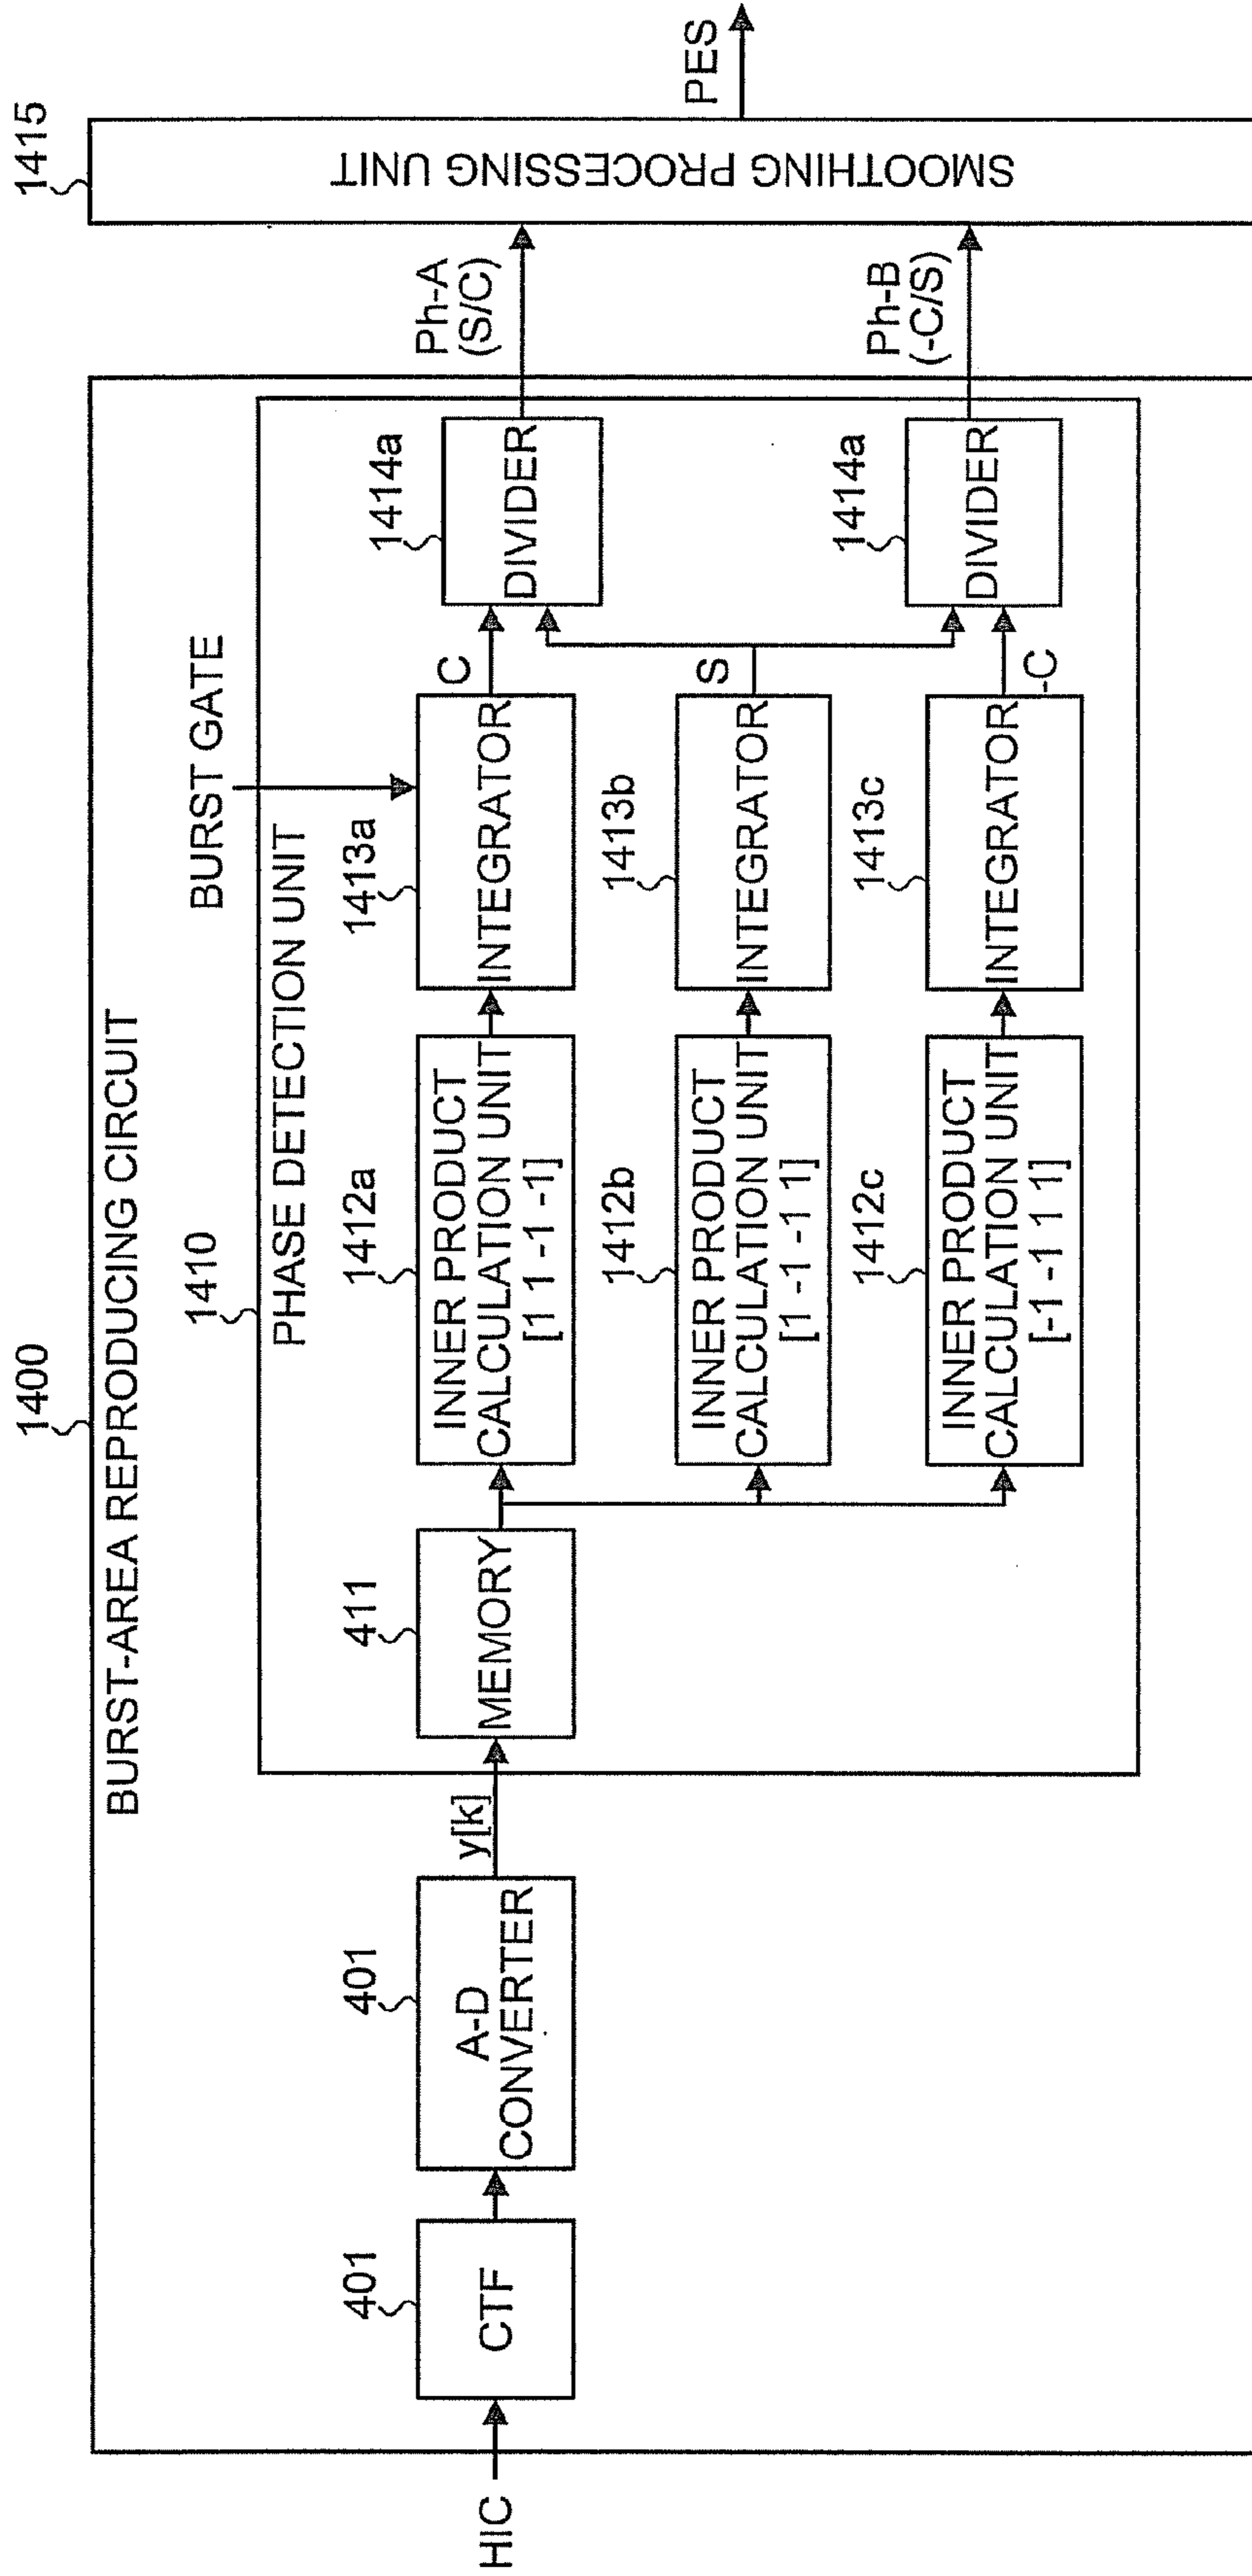 1400
BURST-AREA REPRODUCING CIRCUIT
1410
PHASE DETECTION UNIT
BURST GATE
1415
SMOOTHING PROCESSING UNIT
HIC
401
CTF
401
A-D
CONVERTER
y[k]
411
MEMORY
1412a
INNER PRODUCT
CALCULATION UNIT
[1 1 -1 -1]
1413a
INTEGRATOR
C
1414a
DIVIDER
Ph-A
(S/C)
1412b
INNER PRODUCT
CALCULATION UNIT
[1 -1 -1 1]
1413b
INTEGRATOR
S
1412c
INNER PRODUCT
CALCULATION UNIT
[-1 -1 1 1]
1413c
INTEGRATOR
-C
1414a
DIVIDER
Ph-B
(-C/S)
PES